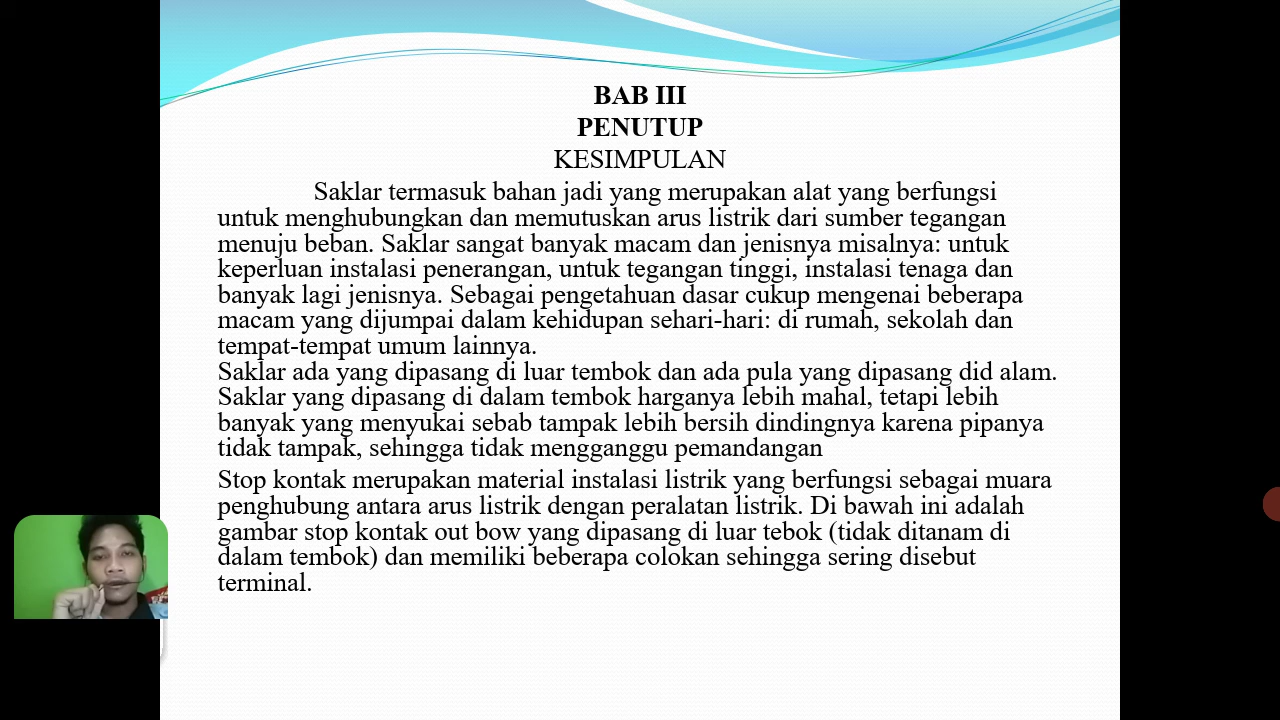 BAB III
PENUTUP
KESIMPULAN
Saklar termasuk bahan jadi yang merupakan alat yang berfungsi
untuk menghubungkan dan memutuskan arus listrik dari sumber tegangan
menuju beban. Saklar sangat banyak macam dan jenisnya misalnya: untuk
keperluan instalasi penerangan, untuk tegangan tinggi, instalasi tenaga dan
banyak lagi jenisnya. Sebagai pengetahuan dasar cukup mengenai beberapa
macam yang dijumpai dalam kehidupan sehari-hari: di rumah, sekolah dan
tempat-tempat umum lainnya.
Saklar ada yang dipasang di luar tembok dan ada pula yang dipasang did alam.
Saklar yang dipasang di dalam tembok harganya lebih mahal, tetapi lebih
banyak yang menyukai sebab tampak lebih bersih dindingnya karena pipanya
tidak tampak, sehingga tidak mengganggu pemandangan
Stop kontak merupakan material instalasi listrik yang berfungsi sebagai muara
penghubung antara arus listrik dengan peralatan listrik. Di bawah ini adalah
gambar stop kontak out bow yang dipasang di luar tebok (tidak ditanam di
dalam tembok) dan memiliki beberapa colokan sehingga sering disebut
terminal.